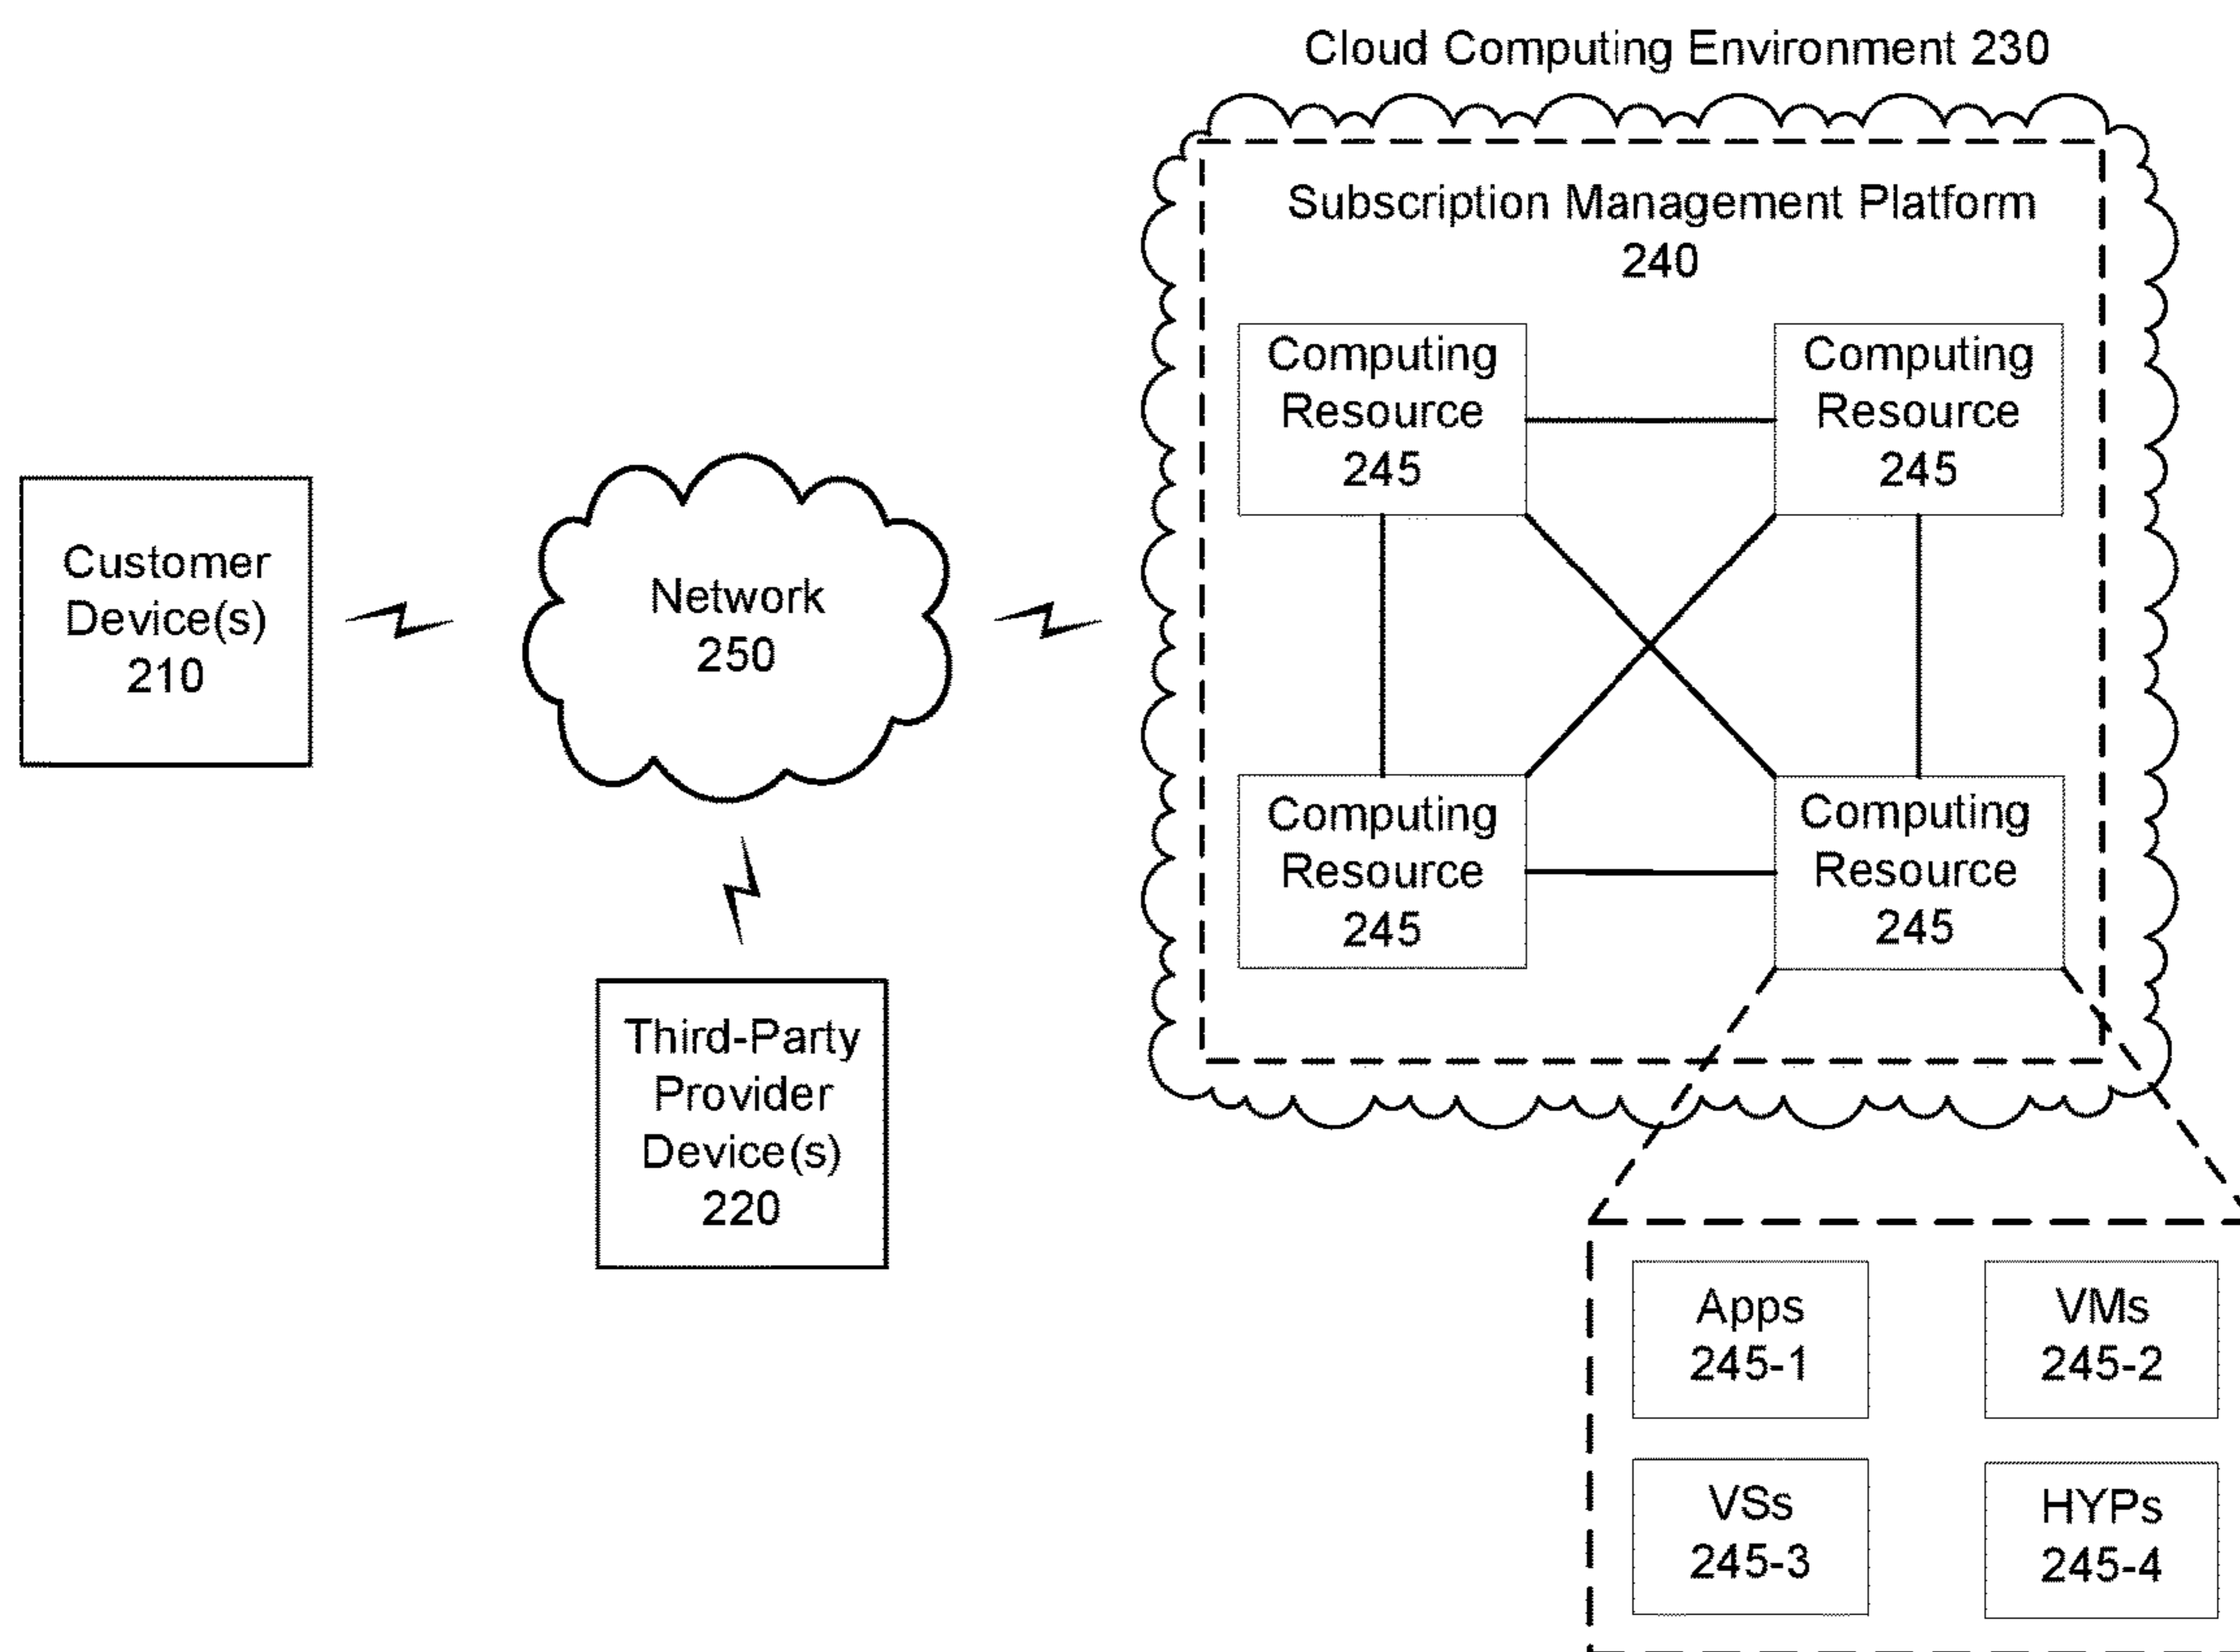 Cloud Computing Environment 230
Subscription Management Platform
240
Computing
Resource
245
Computing
Resource
245
Customer
Device(s)
210
Network
250
Computing
Resource
245
Computing
Resource
245
Third-Party
Provider
Device(s)
220
Apps
245-1
VMs
245-2
VSs
245-3
HYPs
245-4